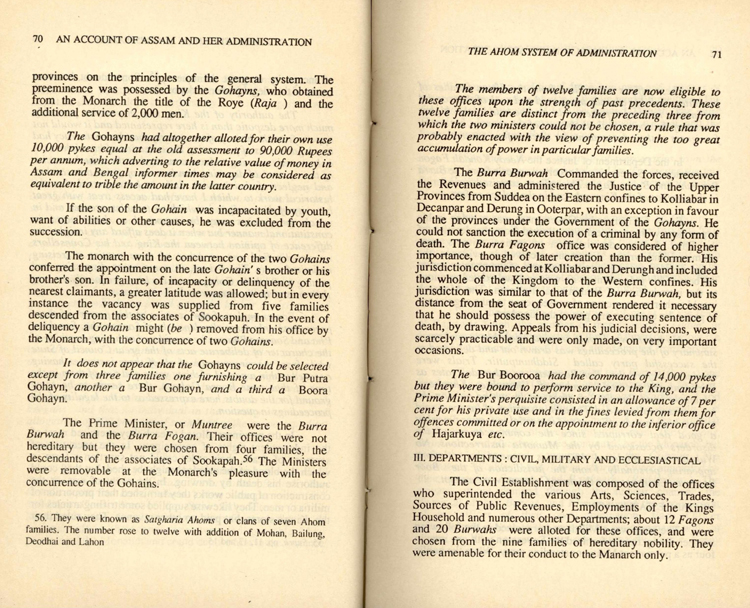 70 AN ACCOUNT OF ASSAM AND HER ADMINISTRATION
provinces on the principles of the general system. The
preeminence was possessed by the Gohayns, who obtained
from the Monarch the title of the Roye (Raja ) and the
additional service of 2,000 men.
The Gohayns had altogether alloted for their own use
10,000 pykes equal at the old assessment to 90,000 Rupees
per annum, which adverting to the relative value of money in
Assam and Bengal informer times may be considered as
equivalent to trible the amount in the latter country.
If the son of the Gohain was incapacitated by youth,
want of abilities or other causes, he was excluded from the
succession.
The monarch with the concurrence of the two Gohains
conferred the appointment on the late Gohain' s brother or his
brother's son. In failure, of incapacity or delinquency of the
nearest claimants, a greater latitude was allowed; but in every
instance the vacancy was supplied from five families
descended from the associates of Sookapuh. In the event of
deliquency a Gohain might (be ) removed from his office by
the Monarch, with the concurrence of two Gohains.
It does not appear that the Gohayns could be selected
except from three families one furnishing a Bur Putra
Gohayn, another a Bur Gohayn, and a third a Boora
Gohayn.
The Prime Minister, or Muntree were the Burra
Burwah and the Burra Fogan. Their offices were not
hereditary but they were chosen from four families, the
descendants of the associates of Sookapah.56 The Ministers
were removable at the Monarch's pleasure with the
concurrence of the Gohains.
56. They were known as Satgharia Ahoms or clans of seven Ahom
families. The number rose to twelve with addition of Mohan, Bailung,
Deodhai and Lahon
THE AHOM SYSTEM OF ADMINISTRATION 71
The members of twelve families are now eligible to
these offices upon the strength of past precedents. These
twelve families are distinct from the preceding three from
which the two ministers could not be chosen, a rule that was
probably enacted with the view of preventing the too great
accumulation of power in particular families.
The Burra Burwah Commanded the forces, received
the Revenues and administered the Justice of the Upper
Provinces from Suddea on the Eastern confines to Kolliabar in
Decanpar and Derung in Ooterpar, with an exception in favour
of the provinces under the Government of the Gohayns. He
could not sanction the execution of a criminal by any form of
death. The Burra Fagons office was considered of higher
importance, though of later creation than the former. His
jurisdiction commenced at Kolliabar and Derungh and included
the whole of the Kingdom to the Western confines. His
jurisdiction was similar to that of the Burra Burwah, but its
distance from the seat of Government rendered it necessary
that he should possess the power of executing sentence of
death, by drawing. Appeals from his judicial decisions, were
scarcely practicable and were only made, on very important
occasions.
The Bur Boorooa had the command of 14,000 pykes
but they were bound to perform service to the King, and the
Prime Minister's perquisite consisted in an allowance of 7 per
cent for his private use and in the fines levied from them for
offences committed or on the appointment to the inferior office
of Hajarkuya etc.
III. DEPARTMENTS : CIVIL, MILITARY AND ECCLESIASTICAL
The Civil Establishment was composed of the offices
who superintended the various Arts, Sciences, Trades,
Sources of Public Revenues, Employments of the Kings
Household and numerous other Departments; about 12 Fagons
and 20 Burwahs were alloted for these offices, and were
chosen from the nine families of hereditary nobility. They
were amenable for their conduct to the Manarch only.